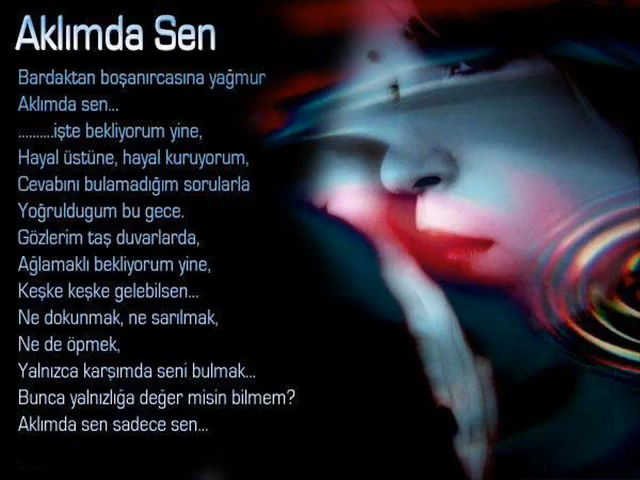 Aklımda Sen
Bardaktan boşanırcasına yağmur
Aklımda sen...
..........işte bekliyorum yine,
Hayal üstüne, hayal kuruyorum,
Cevabını bulamadığım sorularla
Yoğruldugum bu gece.
Gözlerim taş duvarlarda,
Ağlamaklı bekliyorum yine,
Keşke keşke gelebilsen...
Ne dokunmak, ne sarılmak,
Ne de öpmek,
Yalnızca karşımda seni bulmak...
Bunca yalnızlığa değer misin bilmem?
Aklımda sen sadece sen...